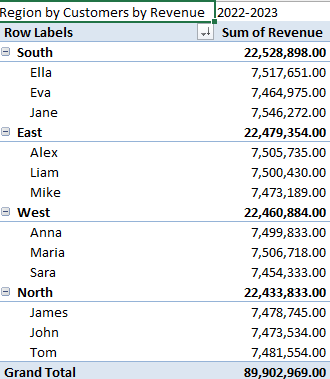 Region by Customers by Revenue 2022-2023
Row Labels Sum of Revenue
South 22,528,898.00
Ella 7,517,651.00
Eva 7,464,975.00
Jane 7,546,272.00
East 22,479,354.00
Alex 7,505,735.00
Liam 7,500,430.00
Mike 7,473,189.00
West 22,460,884.00
Anna 7,499,833.00
Maria 7,506,718.00
Sara 7,454,333.00
North 22,433,833.00
James 7,478,745.00
John 7,473,534.00
Tom 7,481,554.00
Grand Total 89,902,969.00